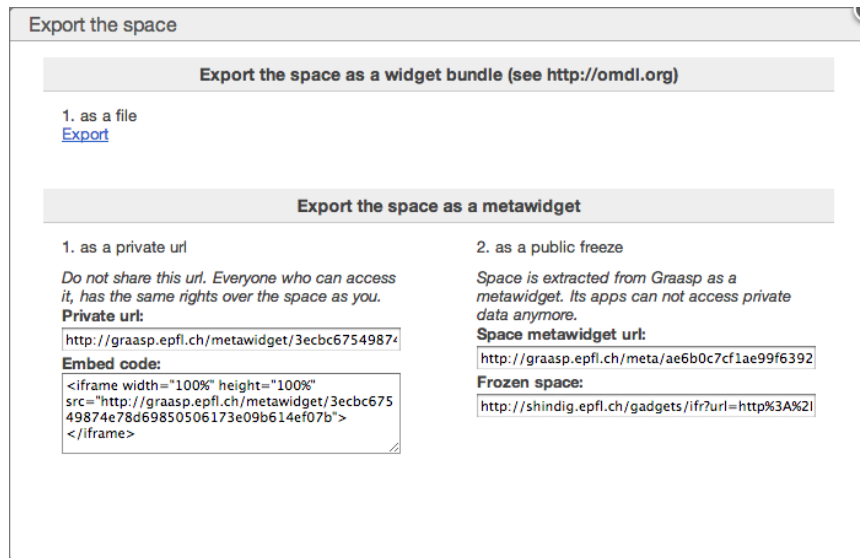 Export the space
Export the space as a widget bundle (see http://omdl.org)
1. as a file
Export
Export the space as a metawidget
1. as a private url
Do not share this url. Everyone who can access
it, has the same rights over the space as you.
Private url:
http://graasp.epfl.ch/metawidget/3ecbc67549874
Embed code:
<iframe width="100%" height="100%"
src="http://graasp.epfl.ch/metawidget/3ecbc675
49874e78d69850506173e09b614ef07b">
</iframe>
2. as a public freeze
Space is extracted from Graasp as a
metawidget. Its apps can not access private
data anymore.
Space metawidget url:
http://graasp.epfl.ch/meta/ae6b0c7cf1ae99f6392
Frozen space:
http://shindig.epfl.ch/gadgets/ifr?url=http%3A%2